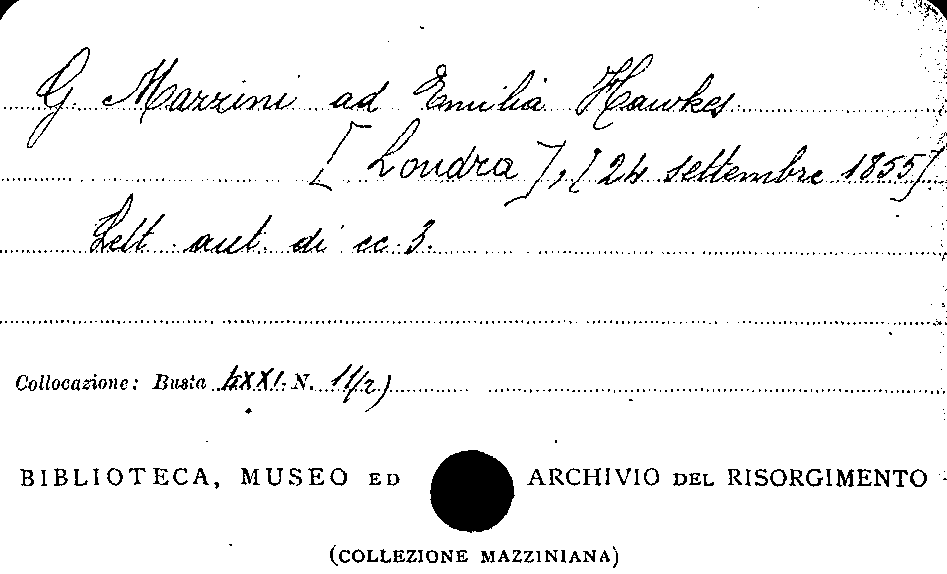 G. Mazzini ad Emilia Hawkes
[Londra], [24 settembre 1855]
Lett. aut. di cc. 3.
Collocazione: Busta LXXI. N. 11/2)
BIBLIOTECA, MUSEO ED ARCHIVIO DEL RISORGIMENTO
(COLLEZIONE MAZZINIANA)